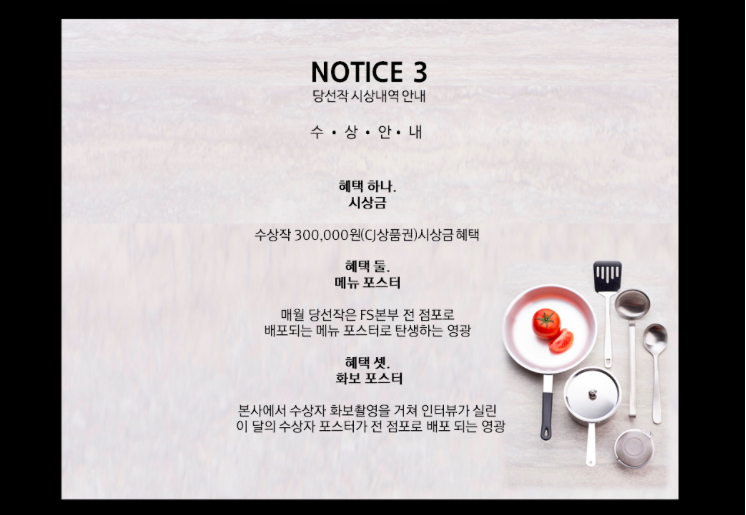 NOTICE 3
당선작 시상내역 안내
수 • 상 • 안 • 내
혜택 하나.
시상금
수상작 300,000원(CJ상품권)시상금 혜택
혜택 둘.
메뉴 포스터
매월 당선작은 FS본부 전 점포로
배포되는 메뉴 포스터로 탄생하는 영광
혜택 셋.
화보 포스터
본사에서 수상자 화보촬영을 거쳐 인터뷰가 실린
이 달의 수상자 포스터가 전 점포로 배포 되는 영광